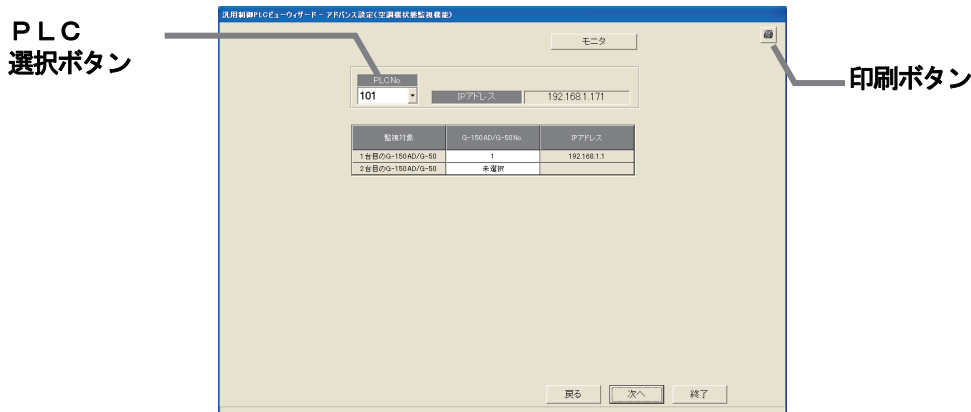 汎用制御PLCビューウィザード - アドバンス設定(空調機状態監視機能)
PLC
選択ボタン
モニタ
印刷ボタン
PLCNo.
101
IPアドレス 192.168.1.171
監視対象 G-150AD/G-50No. IPアドレス
1台目のG-150AD/G-50 1 192.168.1.1
2台目のG-150AD/G-50 未選択
戻る 次へ 終了